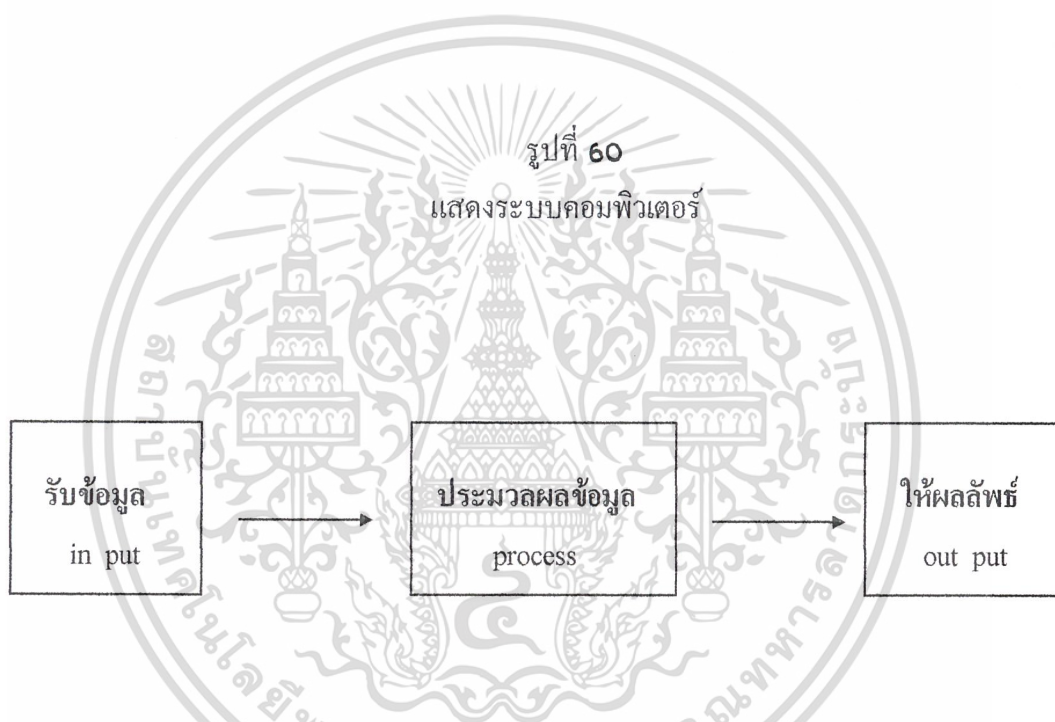 รูปที่ 60
แสดงระบบคอมพิวเตอร์
รับข้อมูล
in put
ประมวลผลข้อมูล
process
ให้ผลลัพธ์
out put